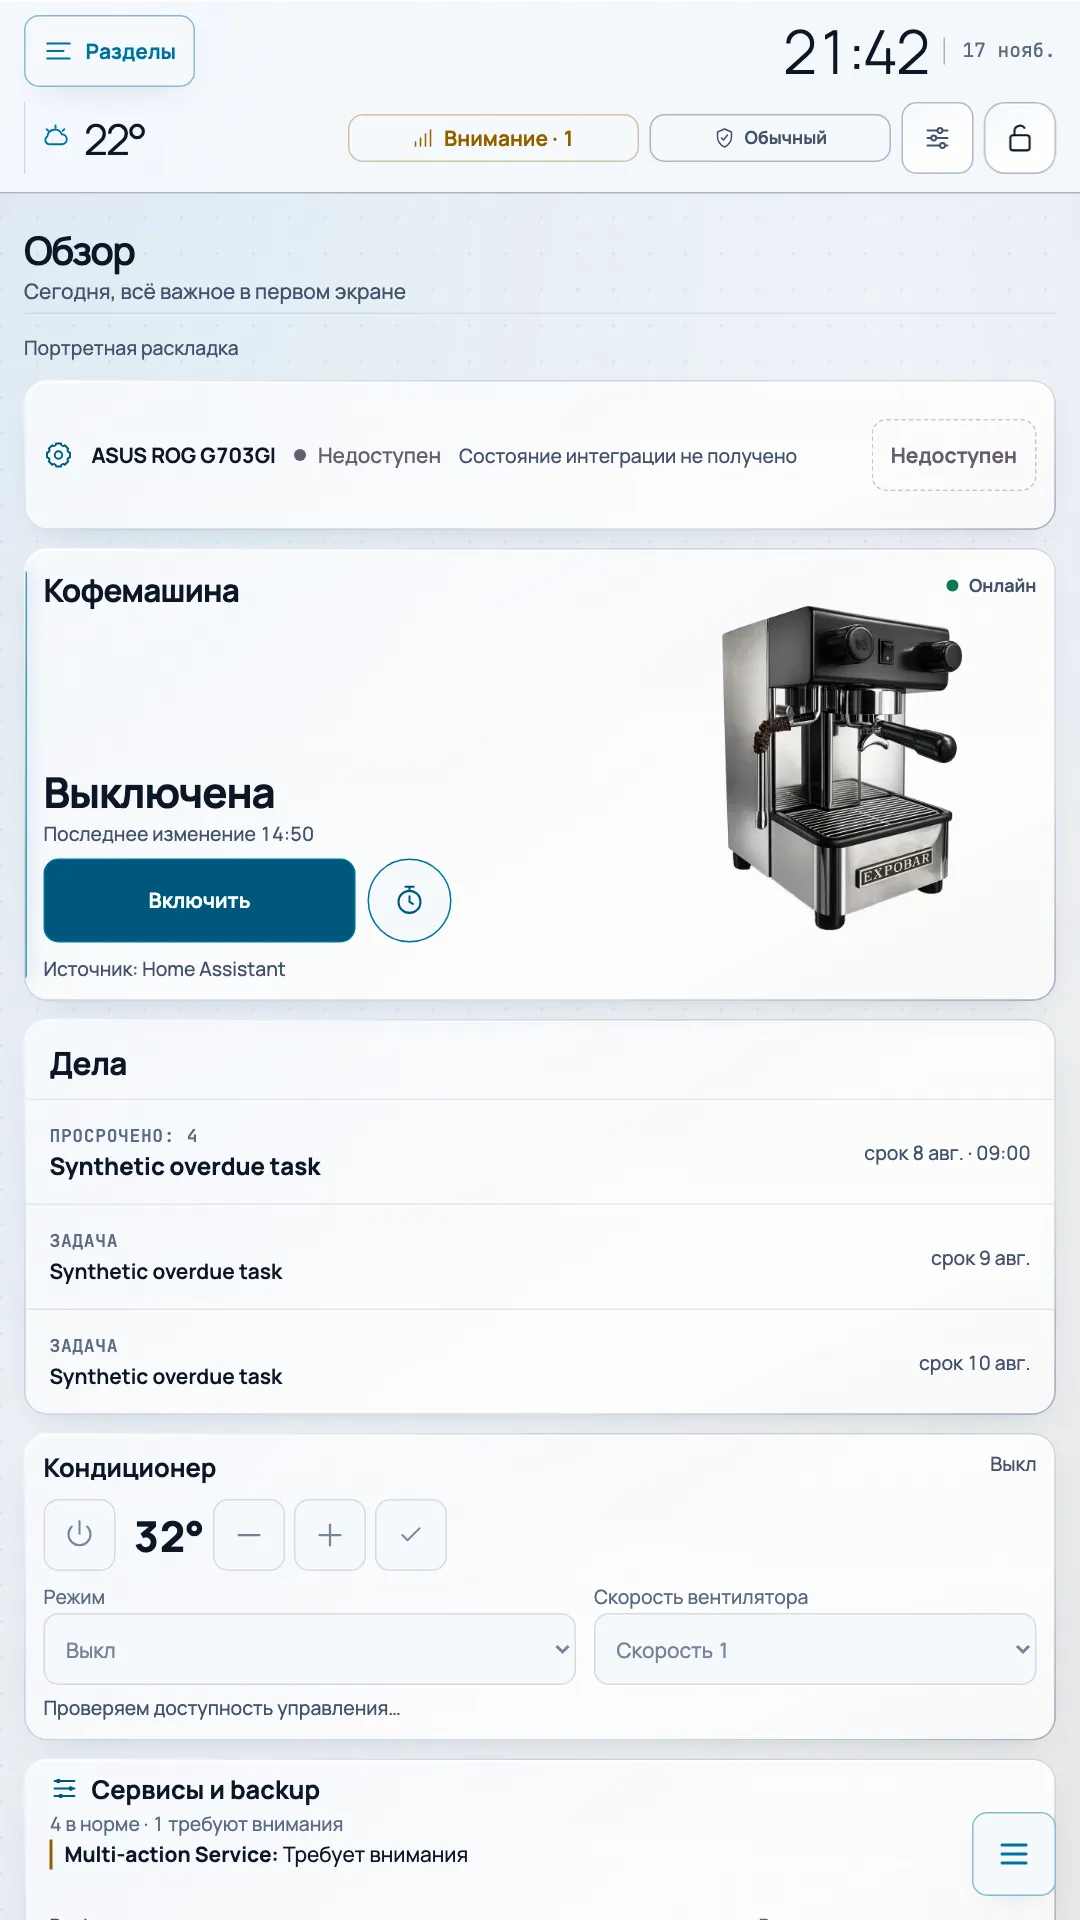 Разделы
21:42
17 нояб.
22°
Внимание · 1
Обычный
Обзор
Сегодня, всё важное в первом экране
Портретная раскладка
ASUS ROG G703GI
Недоступен
Состояние интеграции не получено
Недоступен
Кофемашина
Онлайн
EXPOBAR
Выключена
Последнее изменение 14:50
Включить
Источник: Home Assistant
Дела
ПРОСРОЧЕНО: 4
Synthetic overdue task
срок 8 авг. · 09:00
ЗАДАЧА
Synthetic overdue task
срок 9 авг.
ЗАДАЧА
Synthetic overdue task
срок 10 авг.
Кондиционер
Выкл
32°
Режим
Скорость вентилятора
Выкл
Скорость 1
Проверяем доступность управления...
Сервисы и backup
4 в норме · 1 требуют внимания
Multi-action Service: Требует внимания